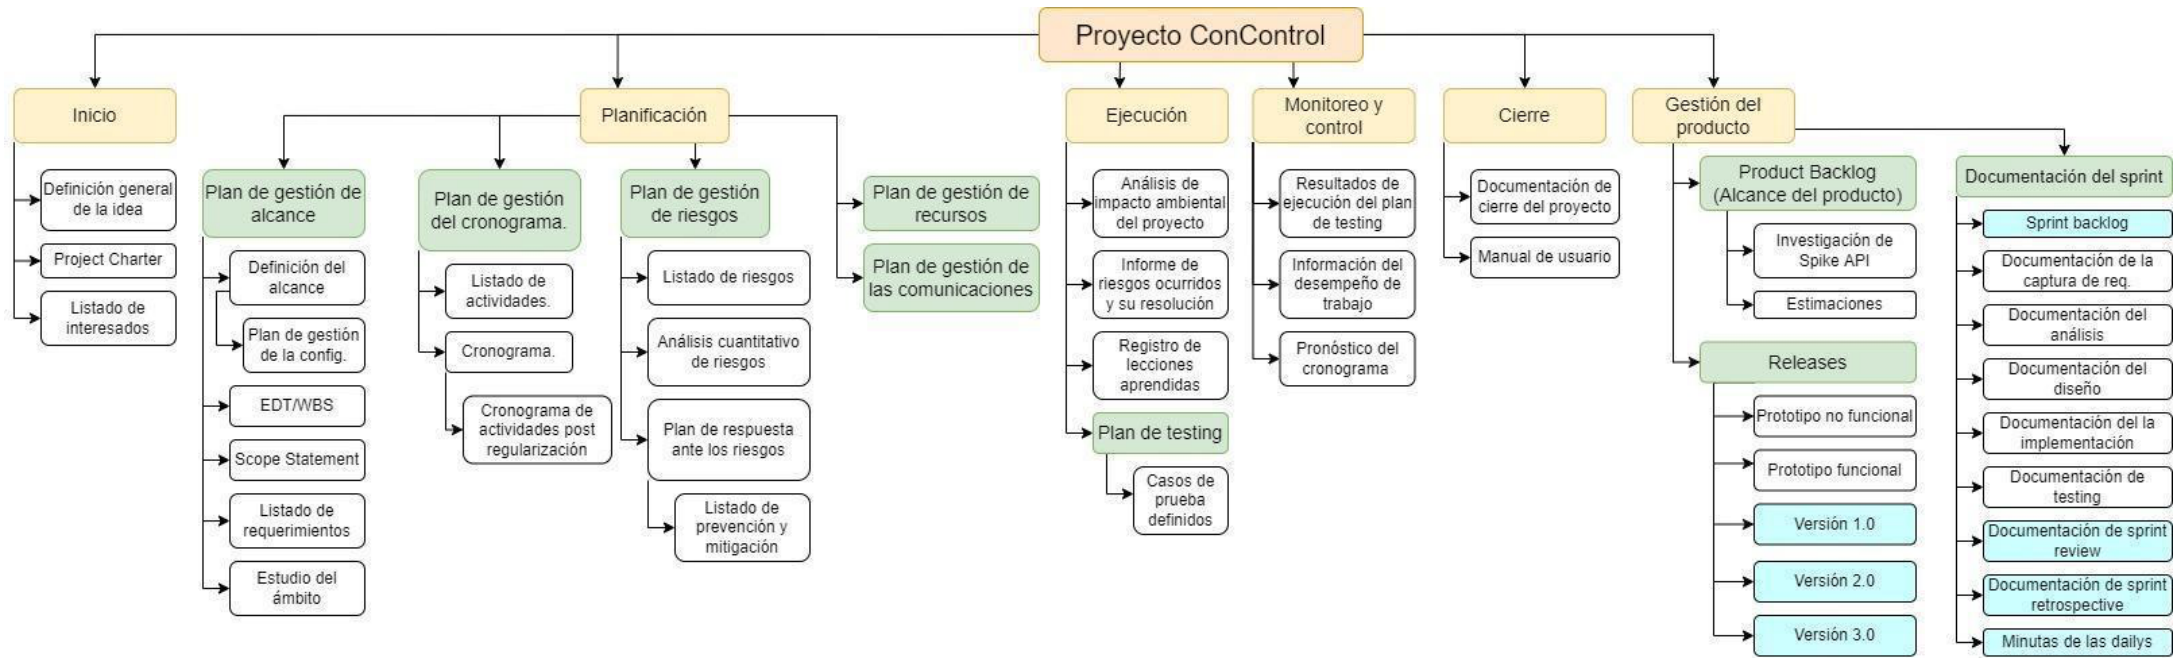 Proyecto ConControl
Inicio
Definición general
de la idea
Project Charter
Listado de
interesados
Planificación
Plan de gestión de
alcance
Definición del
alcance
Plan de gestión
de la config.
EDT/WBS
Scope Statement
Listado de
requerimientos
Estudio del
ámbito
Plan de gestión
del cronograma.
Listado de
actividades.
Cronograma.
Cronograma de
actividades post
regularización
Plan de gestión
de riesgos
Listado de riesgos
Análisis cuantitativo
de riesgos
Plan de respuesta
ante los riesgos
Listado de
prevención y
mitigación
Plan de gestión de
recursos
Plan de gestión de
las comunicaciones
Ejecución
Análisis de
impacto ambiental
del proyecto
Informe de
riesgos ocurridos
y su resolución
Registro de
lecciones
aprendidas
Plan de testing
Casos de
prueba
definidos
Monitoreo y
control
Resultados de
ejecución del plan
de testing
Información del
desempeño de
trabajo
Pronóstico del
cronograma
Cierre
Documentación de
cierre del proyecto
Manual de usuario
Gestión del
producto
Product Backlog
(Alcance del producto)
Investigación de
Spike API
Estimaciones
Releases
Prototipo no funcional
Prototipo funcional
Versión 1.0
Versión 2.0
Versión 3.0
Documentación del sprint
Sprint backlog
Documentación de la
captura de req.
Documentación del
análisis
Documentación del
diseño
Documentación del la
implementación
Documentación de
testing
Documentación de sprint
review
Documentación de sprint
retrospective
Minutas de las dailys